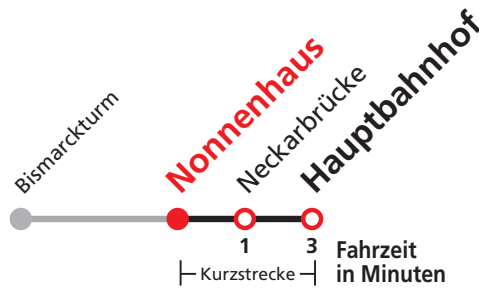 Bismarckturm
Nonnenhaus
Neckarbrücke
Hauptbahnhof
1
3
Fahrzeit
in Minuten
Kurzstrecke